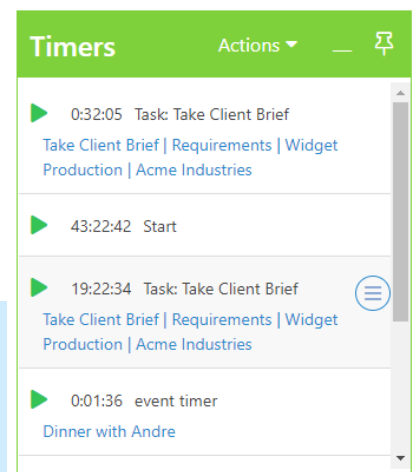 Timers Actions
0:32:05 Task: Take Client Brief
Take Client Brief | Requirements | Widget
Production | Acme Industries
43:22:42 Start
19:22:34 Task: Take Client Brief
Take Client Brief | Requirements | Widget
Production | Acme Industries
0:01:36 event timer
Dinner with Andre